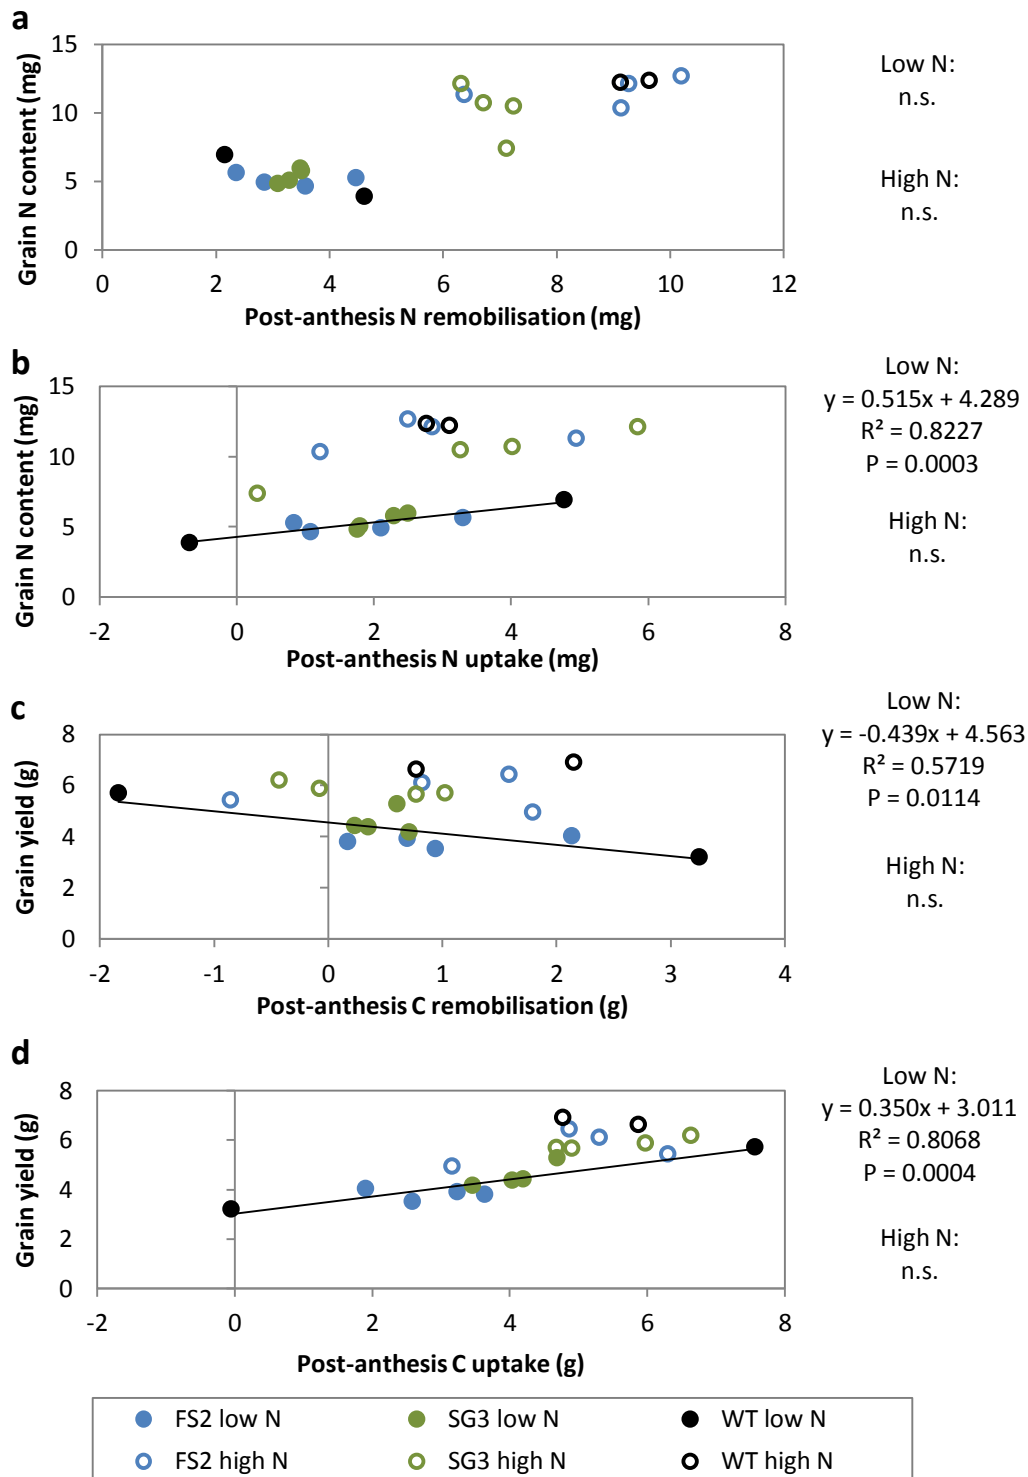 a
15
10
5
0
Grain N content (mg)
0 2 4 6 8 10 12
Post-anthesis N remobilisation (mg)
Low N:
n.s.
High N:
n.s.
b
15
10
5
0
Grain N content (mg)
-2 0 2 4 6 8
Post-anthesis N uptake (mg)
Low N:
y = 0.515x + 4.289
R² = 0.8227
P = 0.0003
High N:
n.s.
c
8
6
4
2
0
Grain yield (g)
-2 -1 0 1 2 3 4
Post-anthesis C remobilisation (g)
Low N:
y = -0.439x + 4.563
R² = 0.5719
P = 0.0114
High N:
n.s.
d
8
6
4
2
0
Grain yield (g)
-2 0 2 4 6 8
Post-anthesis C uptake (g)
Low N:
y = 0.350x + 3.011
R² = 0.8068
P = 0.0004
High N:
n.s.
FS2 low N SG3 low N WT low N
FS2 high N SG3 high N WT high N